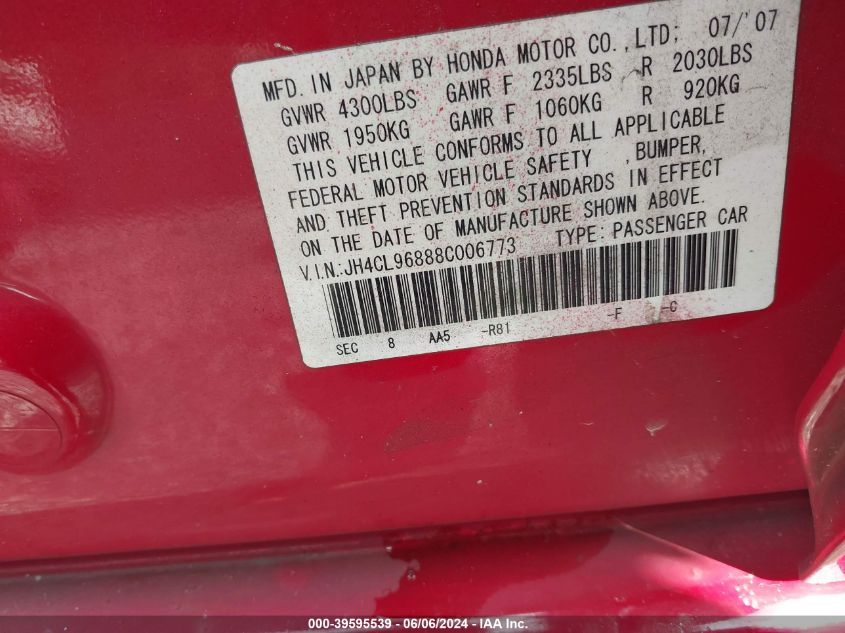 MFD. IN JAPAN BY HONDA MOTOR CO.,LTD; 07/'07
GVWR 4300LBS GAWR F 2335LBS R 2030LBS
GVWR 1950KG GAWR F 1060KG R 920KG
THIS VEHICLE CONFORMS TO ALL APPLICABLE
FEDERAL MOTOR VEHICLE SAFETY ,BUMPER,
AND THEFT PREVENTION STANDARDS IN EFFECT
ON THE DATE OF MANUFACTURE SHOWN ABOVE.
V.IN.:JH4CL96888C006773 TYPE: PASSENGER CAR
SEC 8 AA5 -R81 -F -C
000-39595539 - 06/06/2024 - IAA Inc.